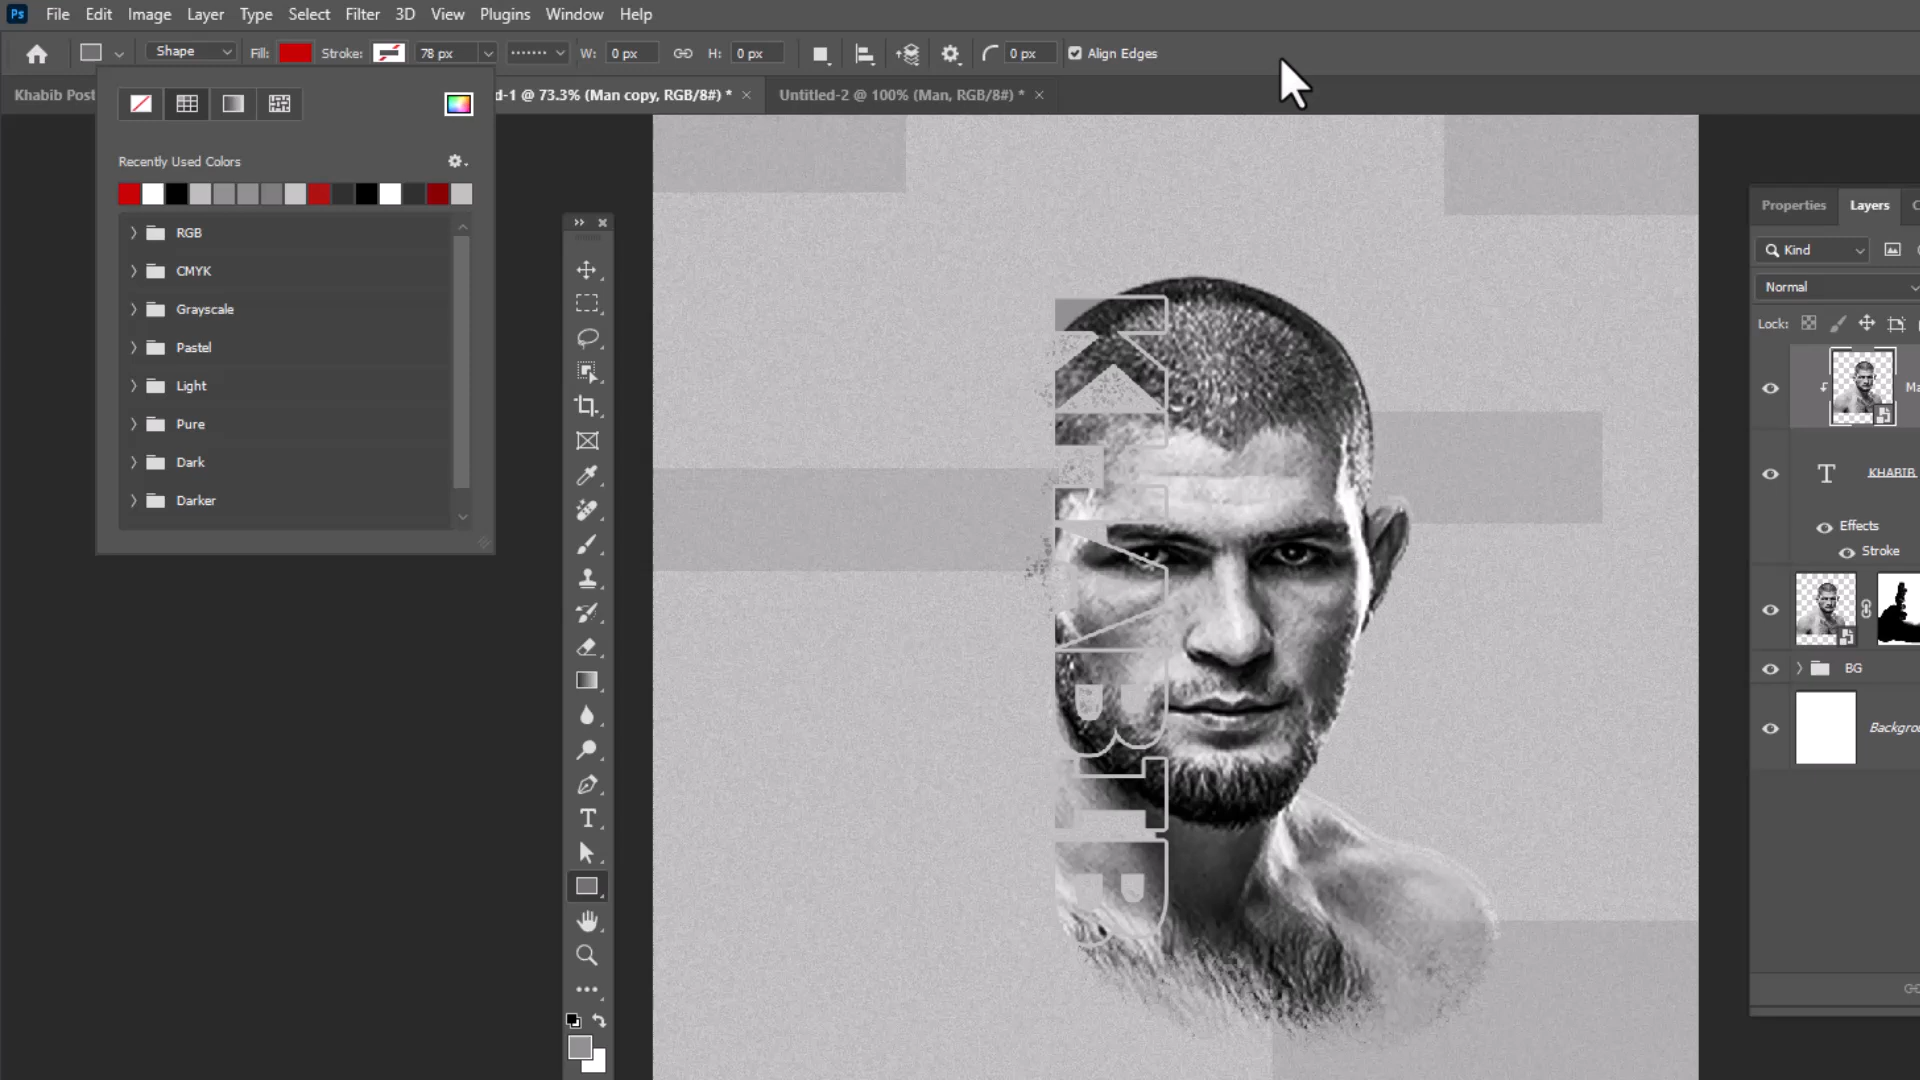 Ps File Edit Image Layer Type Select Filter 3D View Plugins Window Help
Shape Fill: Stroke: 78 px W: 0 px H: 0 px 0 px Align Edges
Khabib Post
d-1 @ 73.3% (Man copy, RGB/8#) * ×
Untitled-2 @ 100% (Man, RGB/8#) * ×
Recently Used Colors
RGB
CMYK
Grayscale
Pastel
Light
Pure
Dark
Darker
KHABIB
Properties Layers
Kind
Normal
Lock:
Ma
KHABIB
Effects
Stroke
BG
Backgro